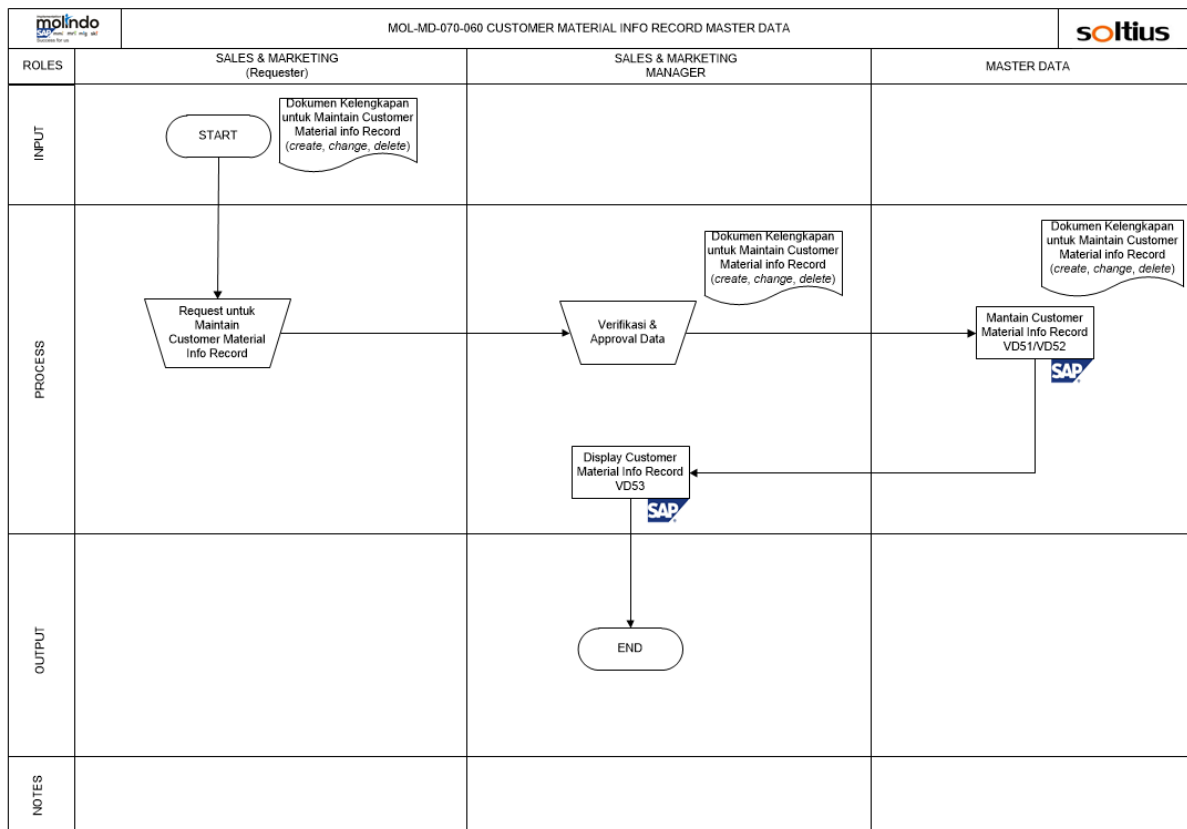 molindo
SAP
MOL-MD-070-060 CUSTOMER MATERIAL INFO RECORD MASTER DATA
soltius
ROLES
SALES & MARKETING
(Requester)
SALES & MARKETING
MANAGER
MASTER DATA
INPUT
START
Dokumen Kelengkapan
untuk Maintain Customer
Material info Record
(create, change, delete)
PROCESS
Dokumen Kelengkapan
untuk Maintain Customer
Material info Record
(create, change, delete)
Dokumen Kelengkapan
untuk Maintain Customer
Material info Record
(create, change, delete)
Request untuk
Maintain
Customer Material
Info Record
Verifikasi &
Approval Data
Mantain Customer
Material Info Record
VD51/VD52
SAP
Display Customer
Material Info Record
VD53
SAP
OUTPUT
END
NOTES